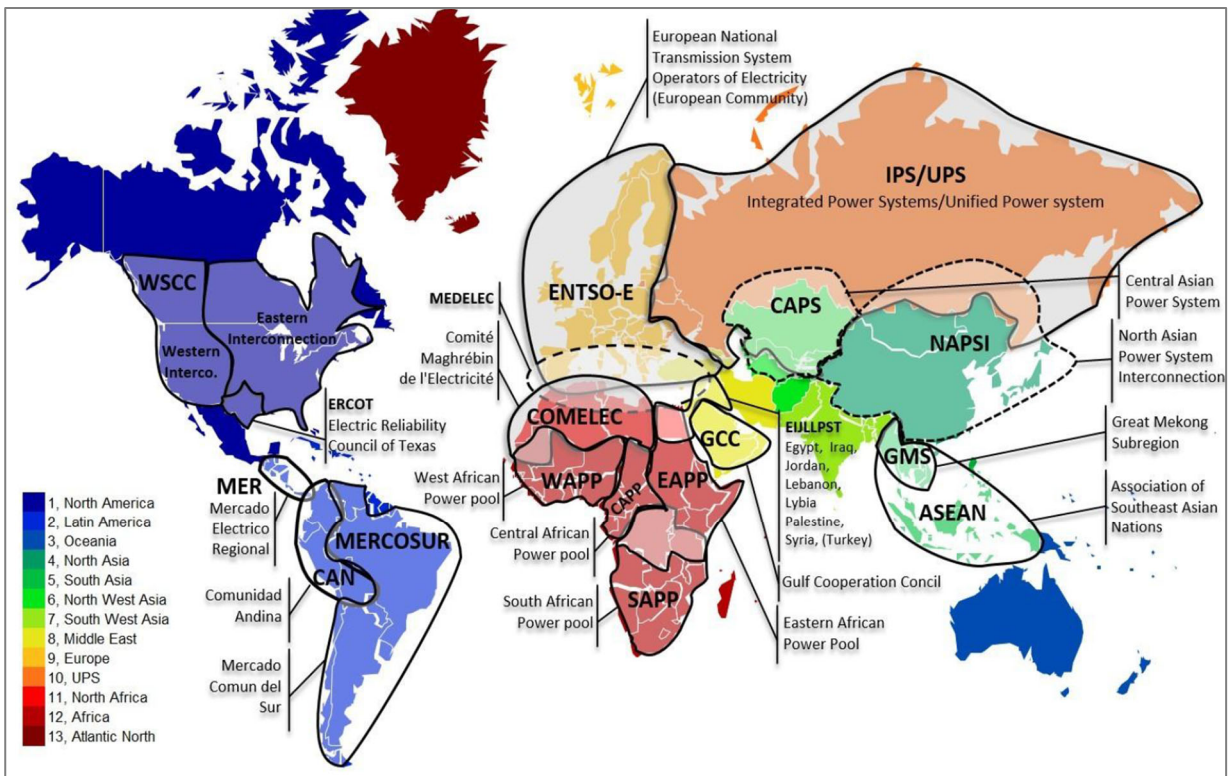 European National
Transmission System
Operators of Electricity
(European Community)
IPS/UPS
Integrated Power Systems/Unified Power system
WSCC
Eastern
Interconnection
Western
Interco.
ERCOT
Electric Reliability
Council of Texas
MEDELEC
Comité
Maghrébin
de l'Electricité
ENTSO-E
CAPS
NAPSI
Central Asian
Power System
North Asian
Power System
Interconnection
COMELEC
GCC
EIJLLPST
Egypt, Iraq,
Jordan,
Lebanon,
Lybia
Palestine,
Syria, (Turkey)
GMS
Great Mekong
Subregion
ASEAN
Association of
Southeast Asian
Nations
MER
Mercado
Electrico
Regional
West African
Power pool
WAPP
CAPP
EAPP
Central African
Power pool
SAPP
South African
Power pool
Gulf Cooperation Concil
Eastern African
Power Pool
MERCOSUR
CAN
Comunidad
Andina
Mercado
Comun del
Sur
1, North America
2, Latin America
3, Oceania
4, North Asia
5, South Asia
6, North West Asia
7, South West Asia
8, Middle East
9, Europe
10, UPS
11, North Africa
12, Africa
13, Atlantic North